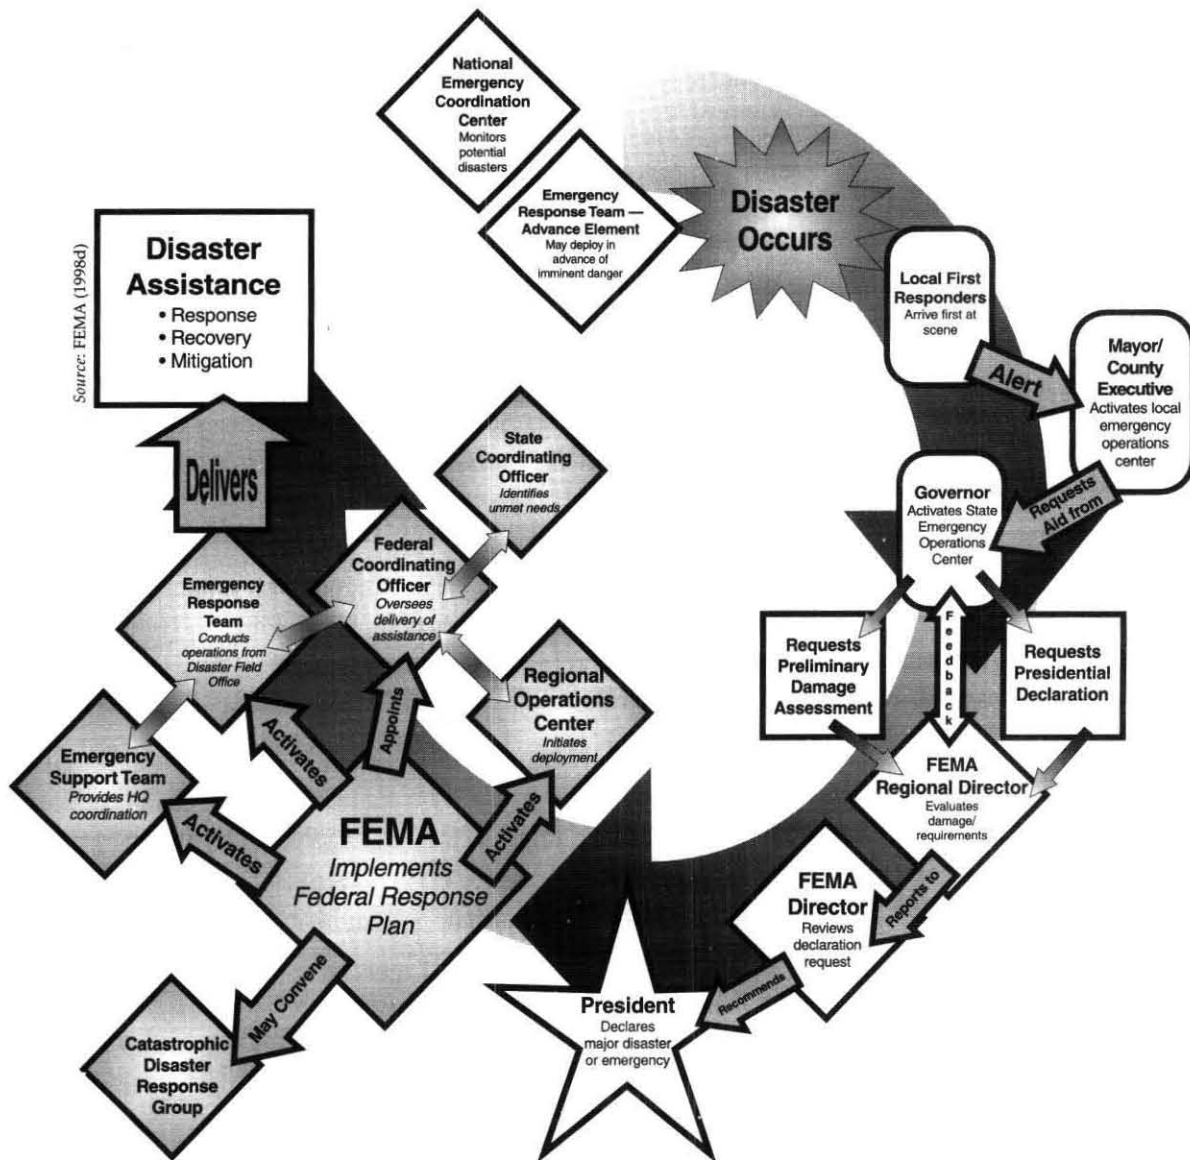 National
Emergency
Coordination
Center
Monitors
potential
disasters
Emergency
Response Team —
Advance Element
May deploy in
advance of
imminent danger
Disaster
Occurs
Local First
Responders
Arrive first at
scene
Alert
Mayor/
County
Executive
Activates local
emergency
operations
center
Requests
Aid from
Governor
Activates State
Emergency
Operations
Center
Requests
Preliminary
Damage
Assessment
Feedback
Requests
Presidential
Declaration
FEMA
Regional Director
Evaluates
damage/
requirements
Reports to
FEMA
Director
Reviews
declaration
request
Recommends
President
Declares
major disaster
or emergency
FEMA
Implements
Federal Response
Plan
May Convene
Catastrophic
Disaster
Response
Group
Activates
Emergency
Support Team
Provides HQ
coordination
Activates
Emergency
Response
Team
Conducts
operations from
Disaster Field
Office
Appoints
Federal
Coordinating
Officer
Oversees
delivery of
assistance
Activates
Regional
Operations
Center
Initiates
deployment
State
Coordinating
Officer
Identifies
unmet needs
Delivers
Disaster
Assistance
• Response
• Recovery
• Mitigation
Source: FEMA (1998d)